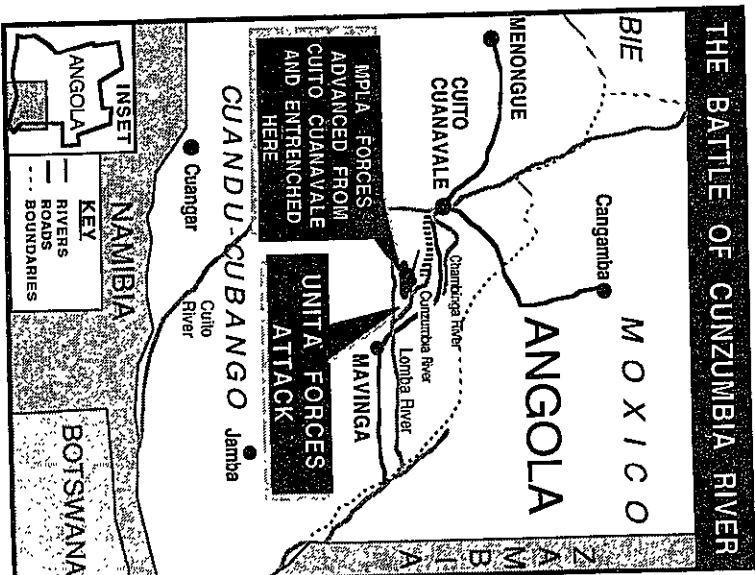 THE BATTLE OF CUNZUMBIA RIVER
BIE
MOXICO
MENONGUE
Cangamba
CUITO
CUANAVALE
ANGOLA
ZAMBIA
Chambinga River
Cunzumbia River
Lomba River
MPLA FORCES
ADVANCED FROM
CUITO CUANAVALE
AND ENTRENCHED
HERE
MAVINGA
UNITA FORCES
ATTACK
CUANDU-CUBANGO
Jamba
Cuangar
Cuito
River
NAMIBIA
BOTSWANA
INSET
ANGOLA
KEY
RIVERS
ROADS
BOUNDARIES